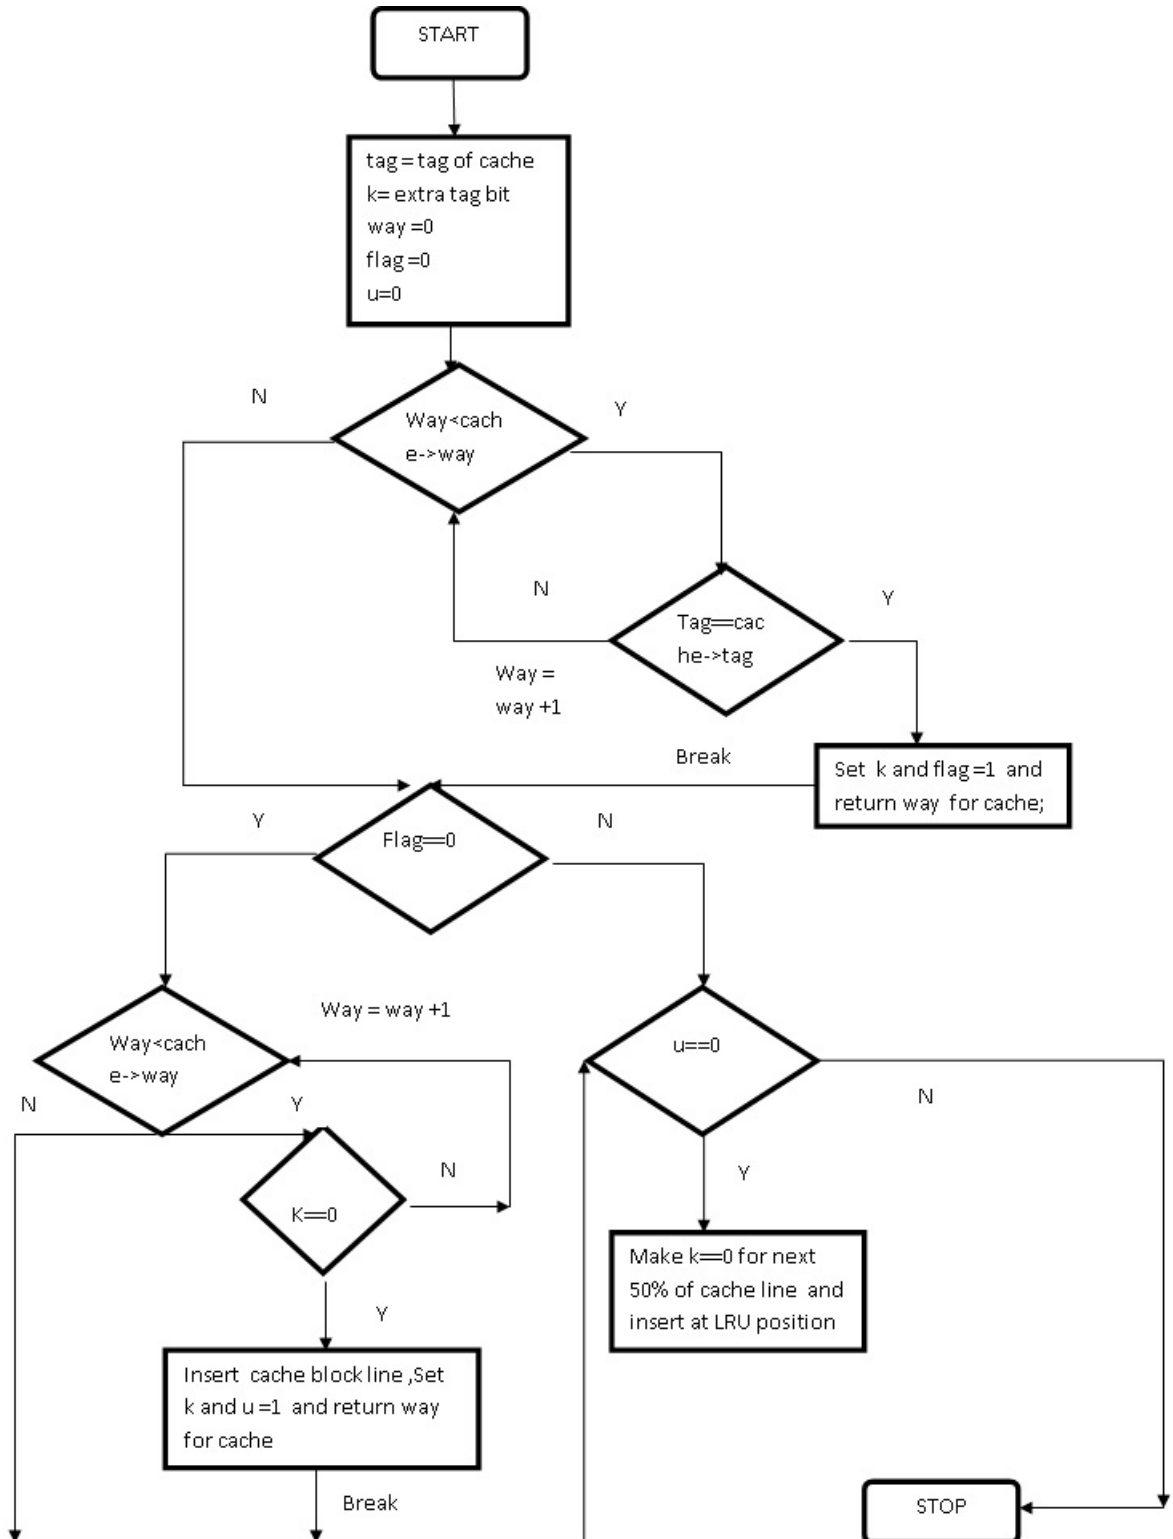 START
tag = tag of cache
k= extra tag bit
way =0
flag =0
u=0
N
Y
Way<cach
e->way
N
Y
Tag==cac
he->tag
Way =
way +1
Break
Set k and flag =1 and
return way for cache;
Y
N
Flag==0
Way = way +1
Way<cach
e->way
u==0
N
Y
N
N
Y
K==0
Make k==0 for next
50% of cache line and
insert at LRU position
Y
Insert cache block line ,Set
k and u =1 and return way
for cache
Break
STOP